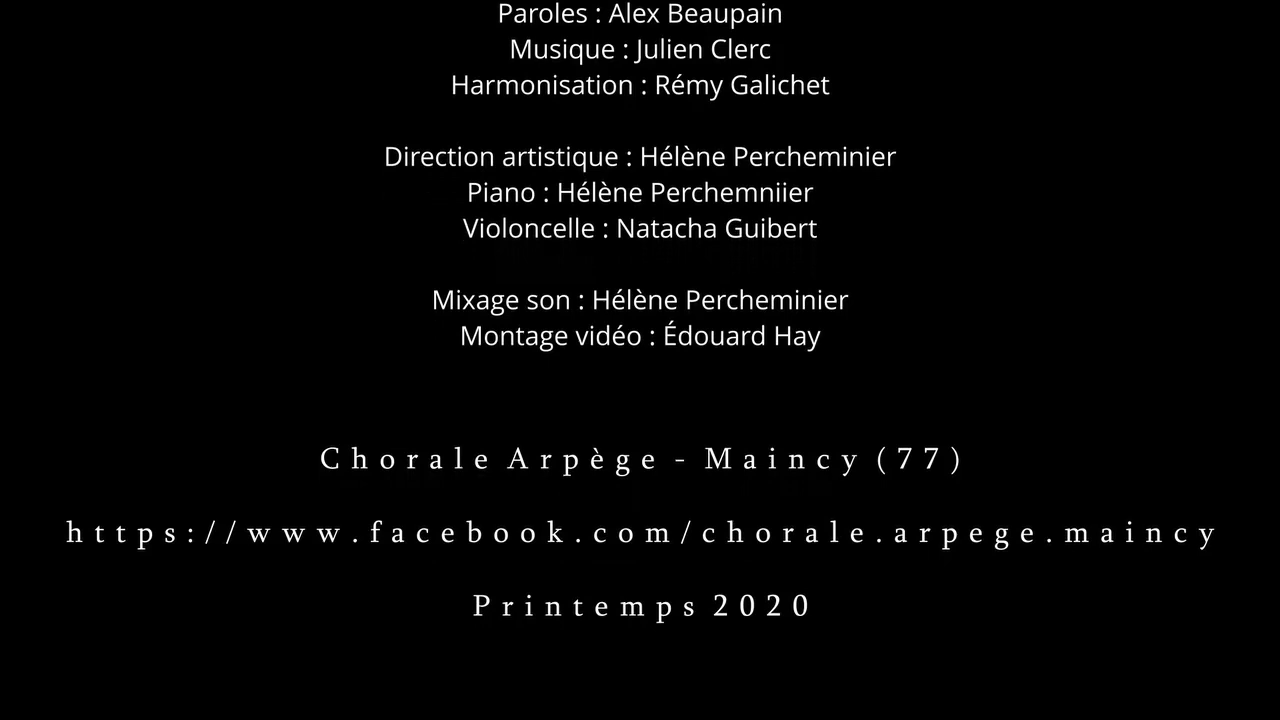 Paroles : Alex Beaupain
Musique : Julien Clerc
Harmonisation : Rémy Galichet
Direction artistique : Hélène Percheminier
Piano : Hélène Perchemniier
Violoncelle : Natacha Guibert
Mixage son : Hélène Percheminier
Montage vidéo : Édouard Hay
Chorale Arpège - Maincy (77)
https://www.facebook.com/chorale.arpege.maincy
Printemps 2020